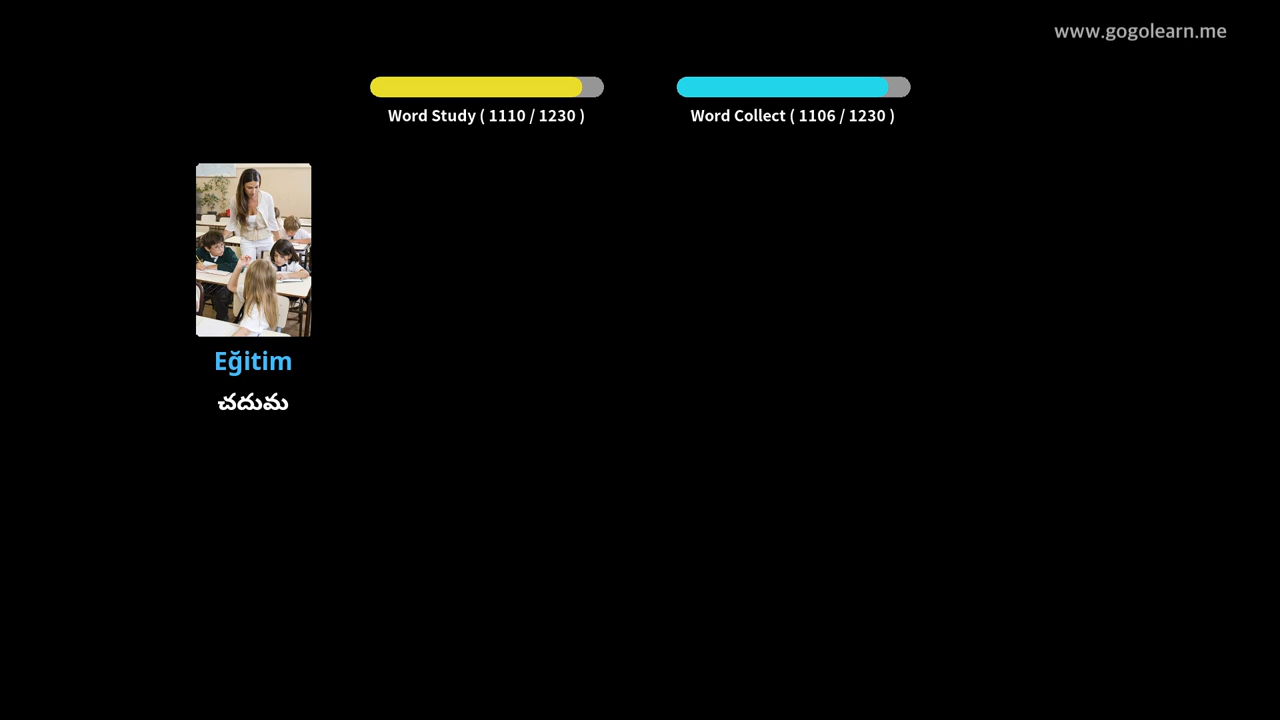 www.gogolearn.me
Word Study ( 1110 / 1230 )
Word Collect ( 1106 / 1230 )
Eğitim
చదువు